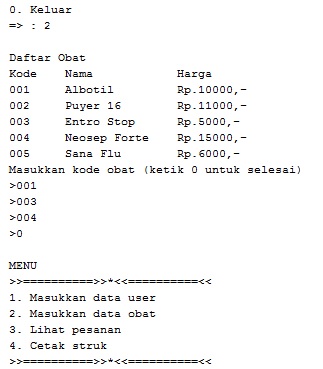 0. Keluar
=> : 2
Daftar Obat
Kode Nama Harga
001 Albotil Rp.10000,-
002 Puyer 16 Rp.11000,-
003 Entro Stop Rp.5000,-
004 Neosep Forte Rp.15000,-
005 Sana Flu Rp.6000,-
Masukkan kode obat (ketik 0 untuk selesai)
>001
>003
>004
>0
MENU
>>==========>>*<<==========<<
1. Masukkan data user
2. Masukkan data obat
3. Lihat pesanan
4. Cetak struk
>>==========>>*<<==========<<